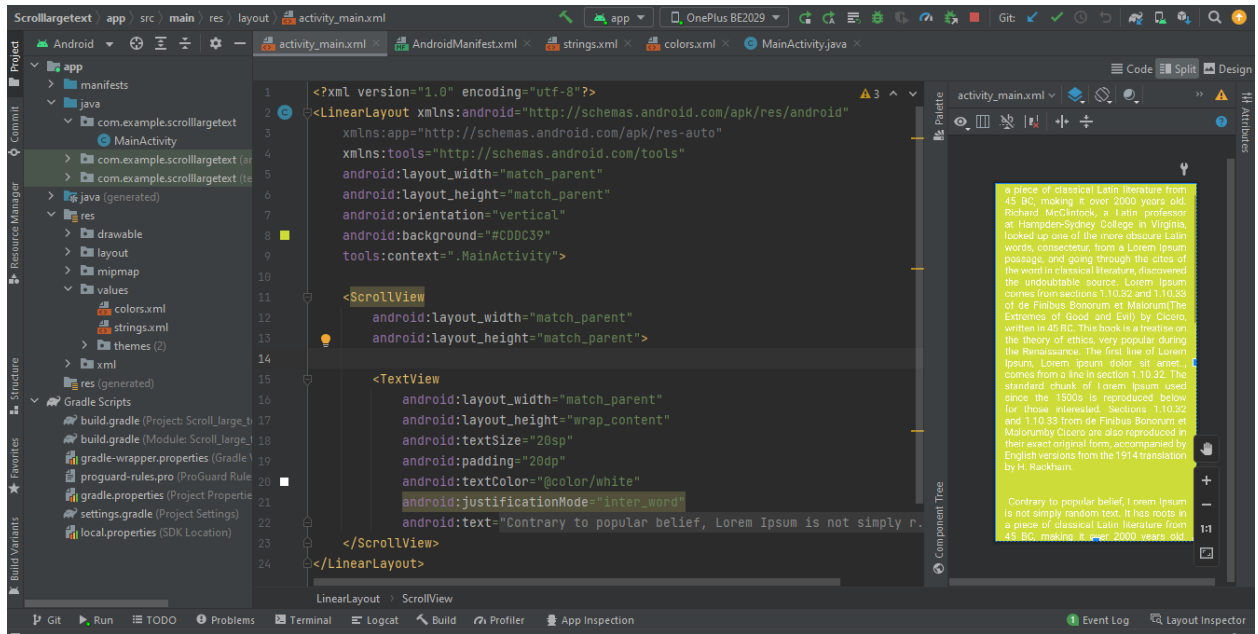 Scrolllargetext > app > src > main > res > layout > activity_main.xml
app
OnePlus BE2029
Git:
Project
Commit
Resource Manager
Structure
Favorites
Build Variants
Android
app
manifests
java
com.example.scrolllargetext
MainActivity
com.example.scrolllargetext (ar
com.example.scrolllargetext (te
java (generated)
res
drawable
layout
mipmap
values
colors.xml
strings.xml
themes (2)
xml
res (generated)
Gradle Scripts
build.gradle (Project: Scroll_large_t
build.gradle (Module: Scroll_large_
gradle-wrapper.properties (Gradle
proguard-rules.pro (ProGuard Rule
gradle.properties (Project Propertie
settings.gradle (Project Settings)
local.properties (SDK Location)
activity_main.xml
AndroidManifest.xml
strings.xml
colors.xml
MainActivity.java
Code Split Design
3
1 <?xml version="1.0" encoding="utf-8"?>
2 <LinearLayout xmlns:android="http://schemas.android.com/apk/res/android"
3 xmlns:app="http://schemas.android.com/apk/res-auto"
4 xmlns:tools="http://schemas.android.com/tools"
5 android:layout_width="match_parent"
6 android:layout_height="match_parent"
7 android:orientation="vertical"
8 android:background="#CDDC39"
9 tools:context=".MainActivity">
10
11 <ScrollView
12 android:layout_width="match_parent"
13 android:layout_height="match_parent">
14
15 <TextView
16 android:layout_width="match_parent"
17 android:layout_height="wrap_content"
18 android:textSize="20sp"
19 android:padding="20dp"
20 android:textColor="@color/white"
21 android:justificationMode="inter_word"
22 android:text="Contrary to popular belief, Lorem Ipsum is not simply r.
23 </ScrollView>
24 </LinearLayout>
LinearLayout > ScrollView
Palette
Component Tree
activity_main.xml
Attributes
a piece of classical Latin literature from
45 BC, making it over 2000 years old.
Richard McClintock, a Latin professor
at Hampden-Sydney College in Virginia,
looked up one of the more obscure Latin
words, consectetur, from a Lorem Ipsum
passage, and going through the cites of
the word in classical literature, discovered
the undoubtable source. Lorem Ipsum
comes from sections 1.10.32 and 1.10.33
of de Finibus Bonorum et Malorum(The
Extremes of Good and Evil) by Cicero,
written in 45 BC. This book is a treatise on
the theory of ethics, very popular during
the Renaissance. The first line of Lorem
Ipsum, Lorem ipsum dolor sit amet..,
comes from a line in section 1.10.32. The
standard chunk of Lorem Ipsum used
since the 1500s is reproduced below
for those interested. Sections 1.10.32
and 1.10.33 from de Finibus Bonorum et
Malorumby Cicero are also reproduced in
their exact original form, accompanied by
English versions from the 1914 translation
by H. Rackham.
Contrary to popular belief, Lorem Ipsum
is not simply random text. It has roots in
a piece of classical Latin literature from
45 BC, making it over 2000 years old.
1:1
Git
Run
TODO
Problems
Terminal
Logcat
Build
Profiler
App Inspection
1 Event Log
Layout Inspector